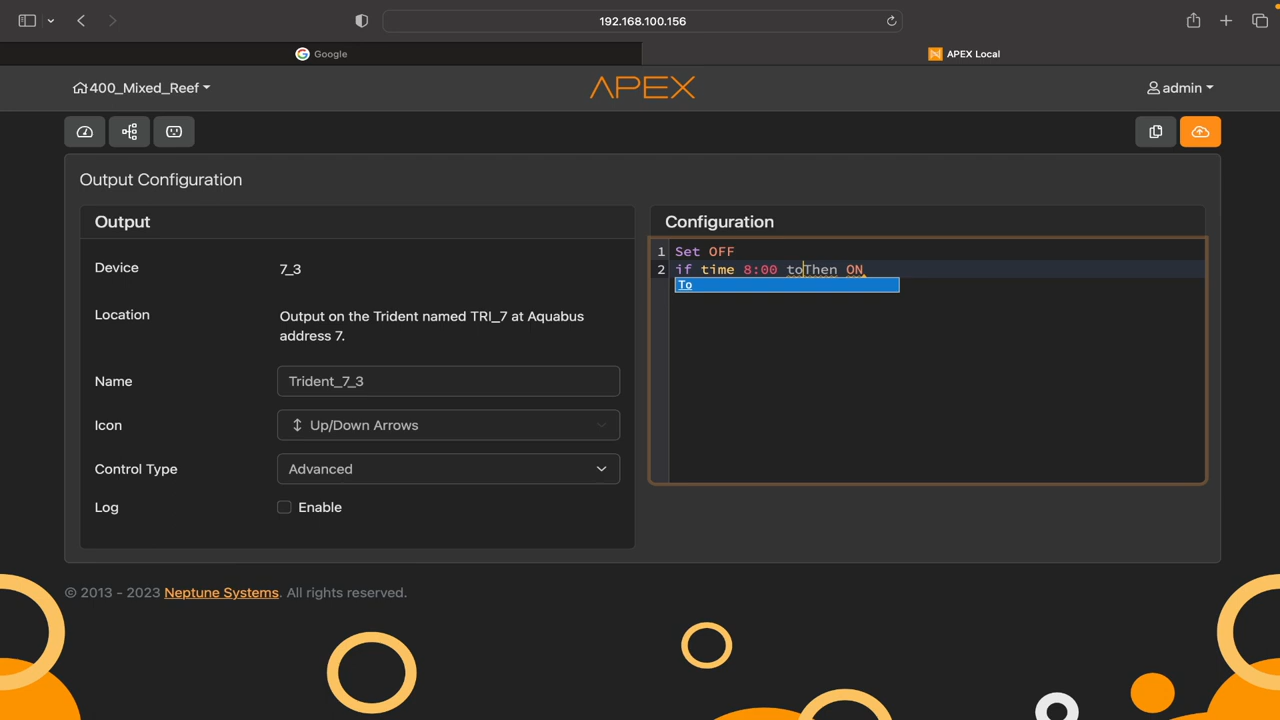 192.168.100.156
Google
APEX Local
400_Mixed_Reef
APEX
admin
Output Configuration
Output
Configuration
Device
7_3
Location
Output on the Trident named TRI_7 at Aquabus
address 7.
Name
Trident_7_3
Icon
Up/Down Arrows
Control Type
Advanced
Log
Enable
1 Set OFF
2 if time 8:00 toThen ON
To
© 2013 - 2023 Neptune Systems. All rights reserved.